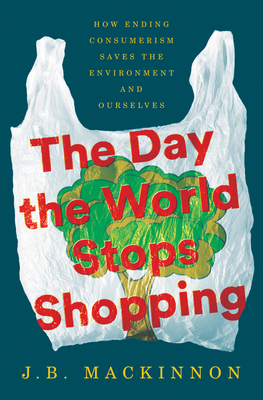 HOW ENDING
CONSUMERISM
SAVES THE
ENVIRONMENT
AND
OURSELVES
The Day
the World
Stops
Shopping
J.B. MACKINNON